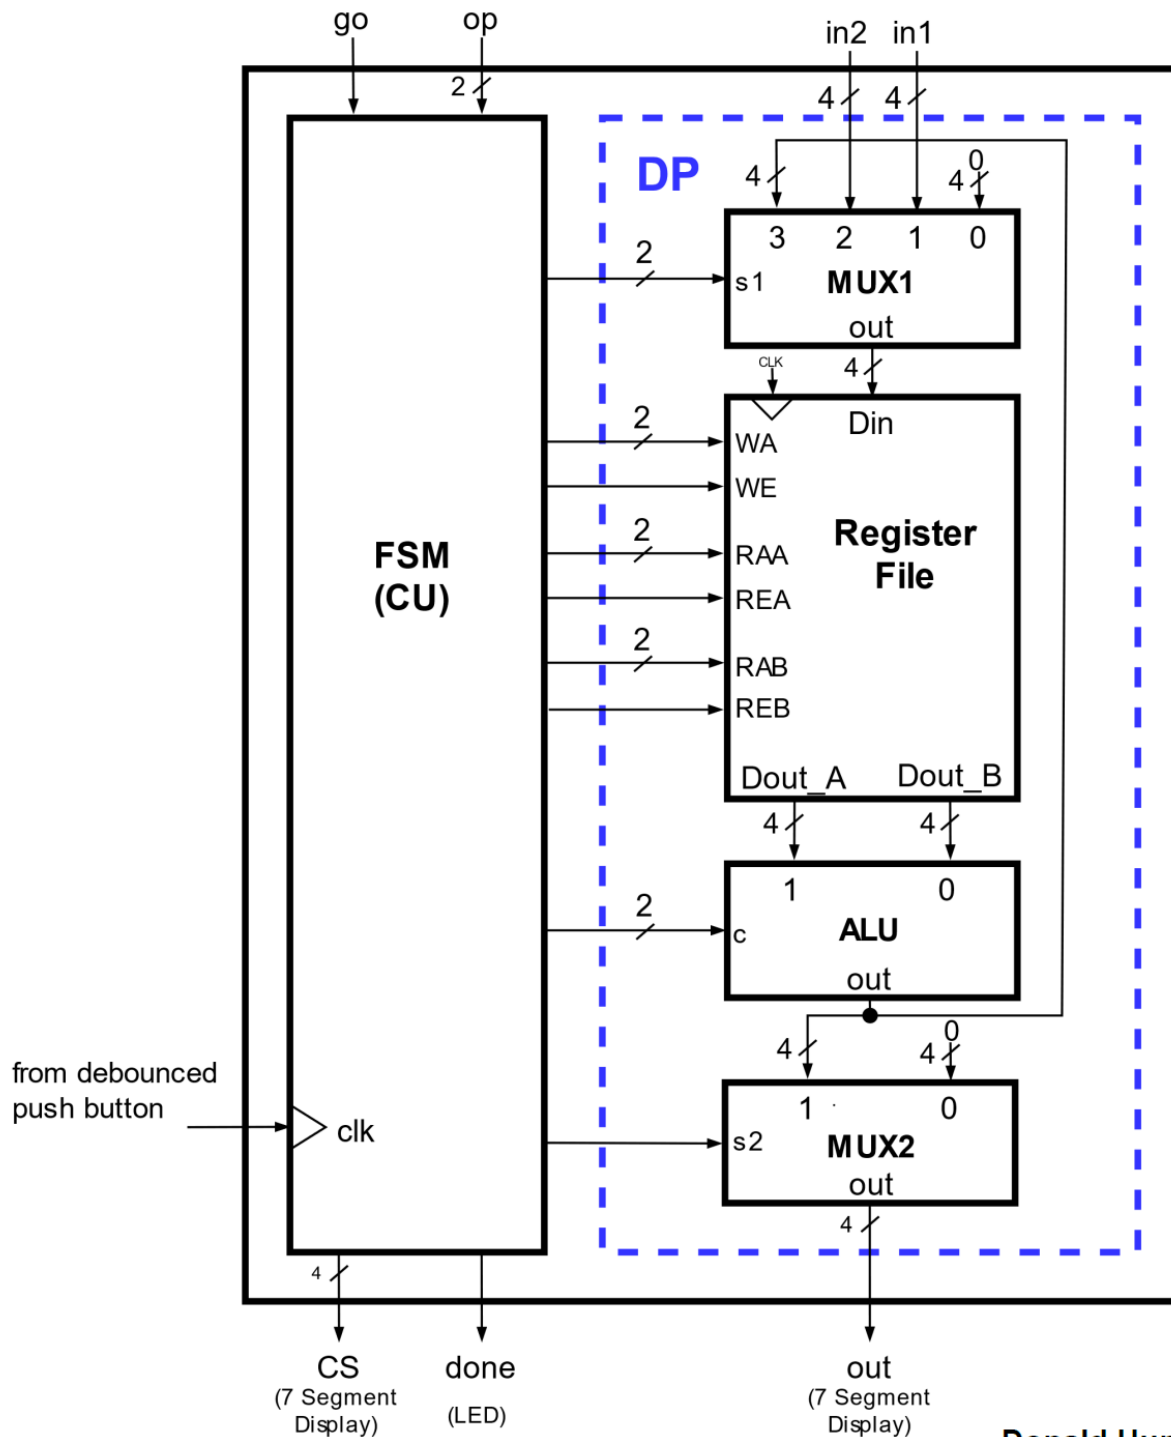 go op in2 in1
2 4 4
DP
4 0
4
3 2 1 0
2
s1 MUX1
out
CLK 4
Din
2
WA
WE
2
RAA
Register
File
FSM
(CU)
REA
2
RAB
REB
Dout_A Dout_B
4 4
1 0
2
c ALU
out
4 0
4
1 0
from debounced
push button
clk
s2 MUX2
out
4
4
CS done out
(7 Segment
Display)
(LED)
(7 Segment
Display)